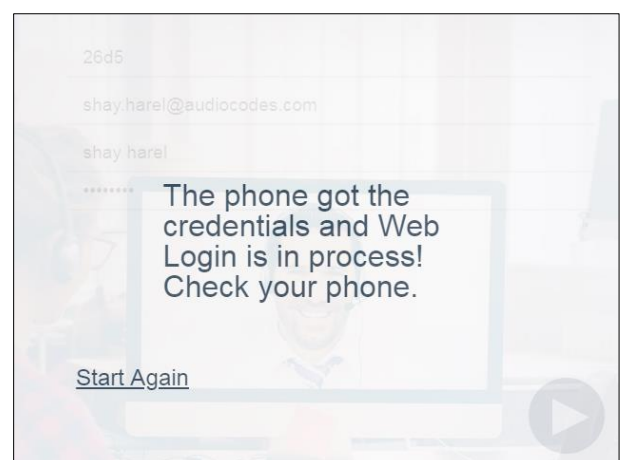 26d5
shay.harel@audiocodes.com
shay harel
••••••••
The phone got the
credentials and Web
Login is in process!
Check your phone.
Start Again